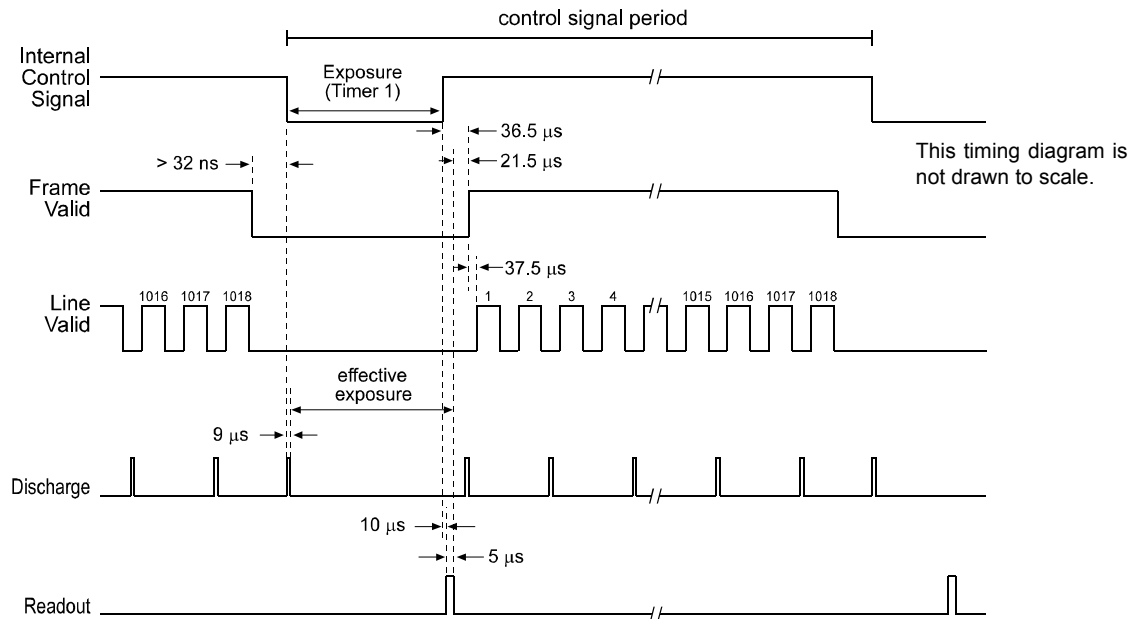 control signal period
Internal
Control
Signal
Exposure
(Timer 1)
36.5 μs
21.5 μs
> 32 ns
This timing diagram is
not drawn to scale.
Frame
Valid
37.5 μs
Line
Valid
1016 1017 1018 1 2 3 4 1015 1016 1017 1018
effective
exposure
9 μs
Discharge
10 μs
5 μs
Readout